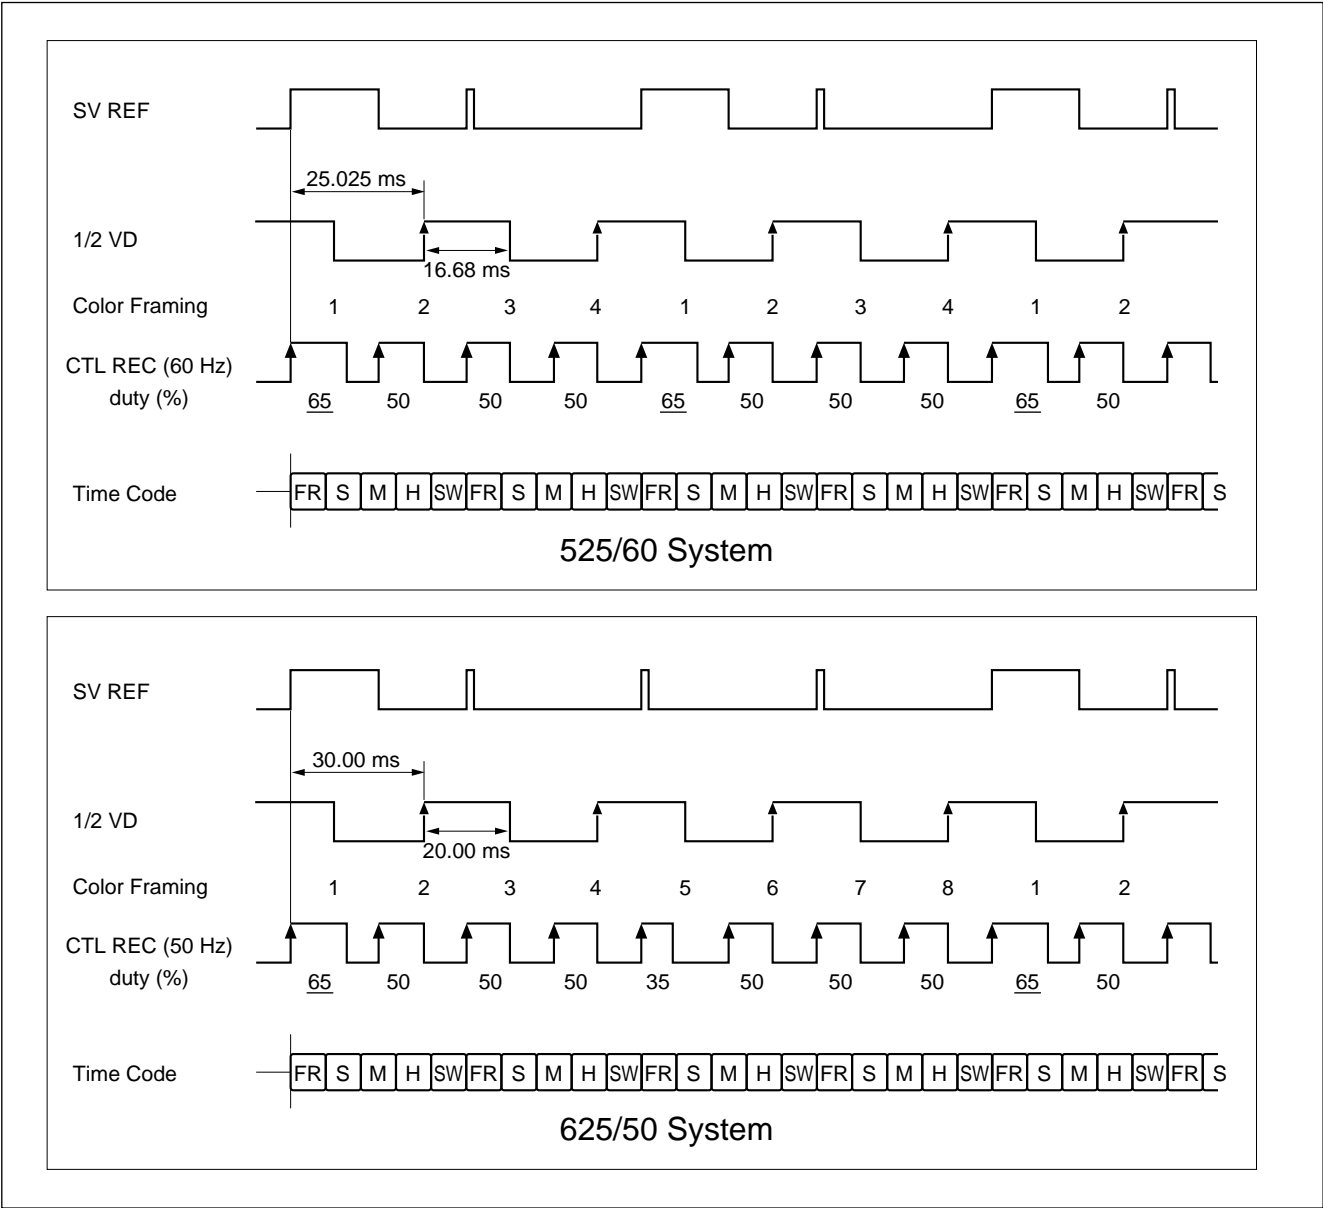 SV REF
25.025 ms
1/2 VD
16.68 ms
Color Framing 1 2 3 4 1 2 3 4 1 2
CTL REC (60 Hz)
duty (%) 65 50 50 50 65 50 50 50 65 50
Time Code FR S M H SW FR S M H SW FR S M H SW FR S M H SW FR S M H SW FR S
525/60 System
SV REF
30.00 ms
1/2 VD
20.00 ms
Color Framing 1 2 3 4 5 6 7 8 1 2
CTL REC (50 Hz)
duty (%) 65 50 50 50 35 50 50 50 65 50
Time Code FR S M H SW FR S M H SW FR S M H SW FR S M H SW FR S M H SW FR S
625/50 System